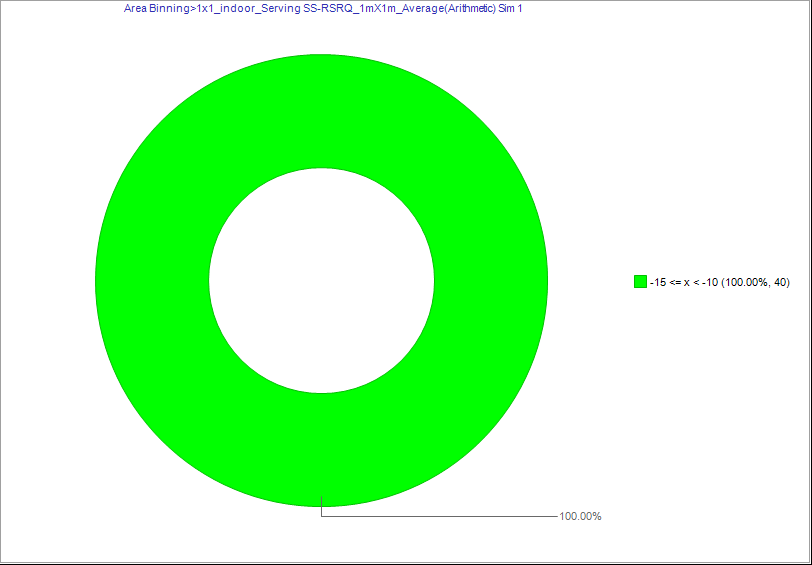 Area Binning>1x1_indoor_Serving SS-RSRQ_1mX1m_Average(Arithmetic) Sim 1
-15 <= x < -10 (100.00%, 40)
100.00%